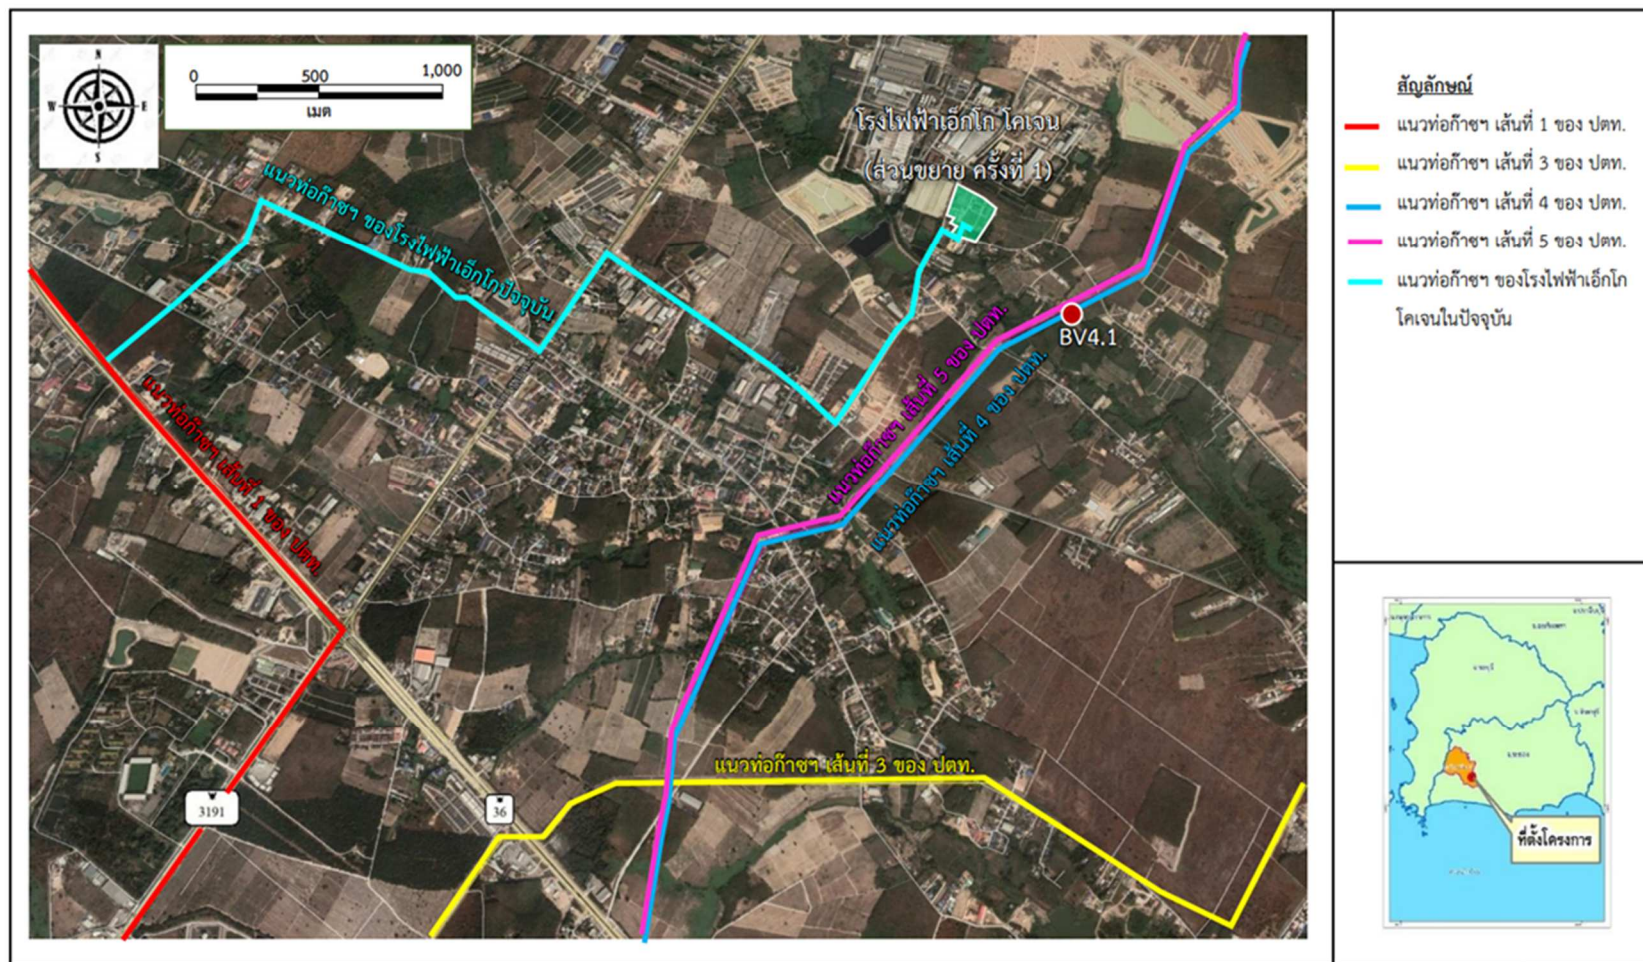 N
W
E
S
0 500 1,000
เมตร
โรงไฟฟ้าเอ็กโก โคเจน
(ส่วนขยาย ครั้งที่ 1)
แนวท่อก๊าซฯ ของโรงไฟฟ้าเอ็กโกปัจจุบัน
แนวท่อก๊าซฯ เส้นที่ 1 ของ ปตท.
แนวท่อก๊าซฯ เส้นที่ 5 ของ ปตท.
แนวท่อก๊าซฯ เส้นที่ 4 ของ ปตท.
BV4.1
แนวท่อก๊าซฯ เส้นที่ 3 ของ ปตท.
3191
36
สัญลักษณ์
แนวท่อก๊าซฯ เส้นที่ 1 ของ ปตท.
แนวท่อก๊าซฯ เส้นที่ 3 ของ ปตท.
แนวท่อก๊าซฯ เส้นที่ 4 ของ ปตท.
แนวท่อก๊าซฯ เส้นที่ 5 ของ ปตท.
แนวท่อก๊าซฯ ของโรงไฟฟ้าเอ็กโก
โคเจนในปัจจุบัน
ที่ตั้งโครงการ